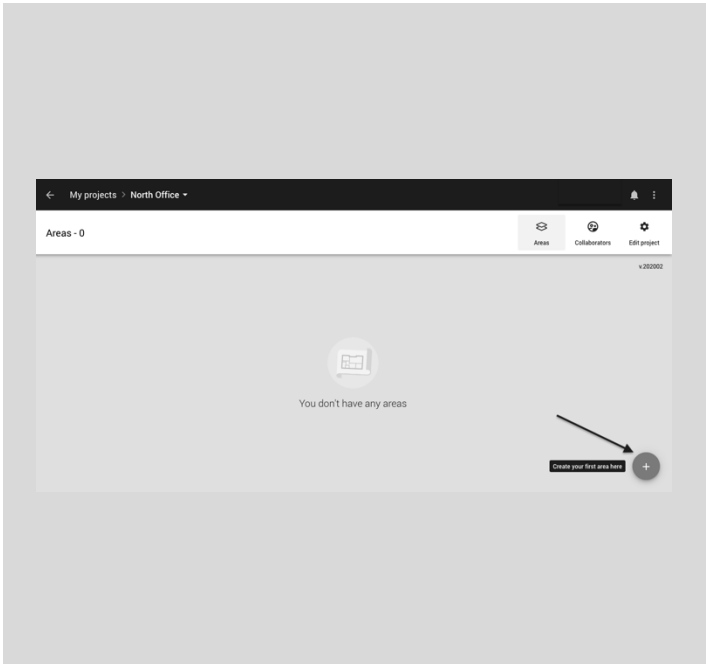 My projects > North Office
Areas - 0
Areas
Collaborators
Edit project
v.202002
You don't have any areas
Create your first area here